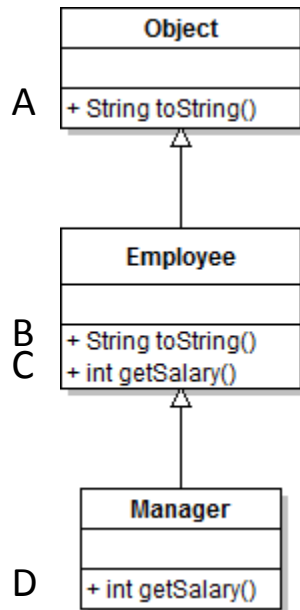 Object
A + String toString()
Employee
B + String toString()
C + int getSalary()
Manager
D + int getSalary()